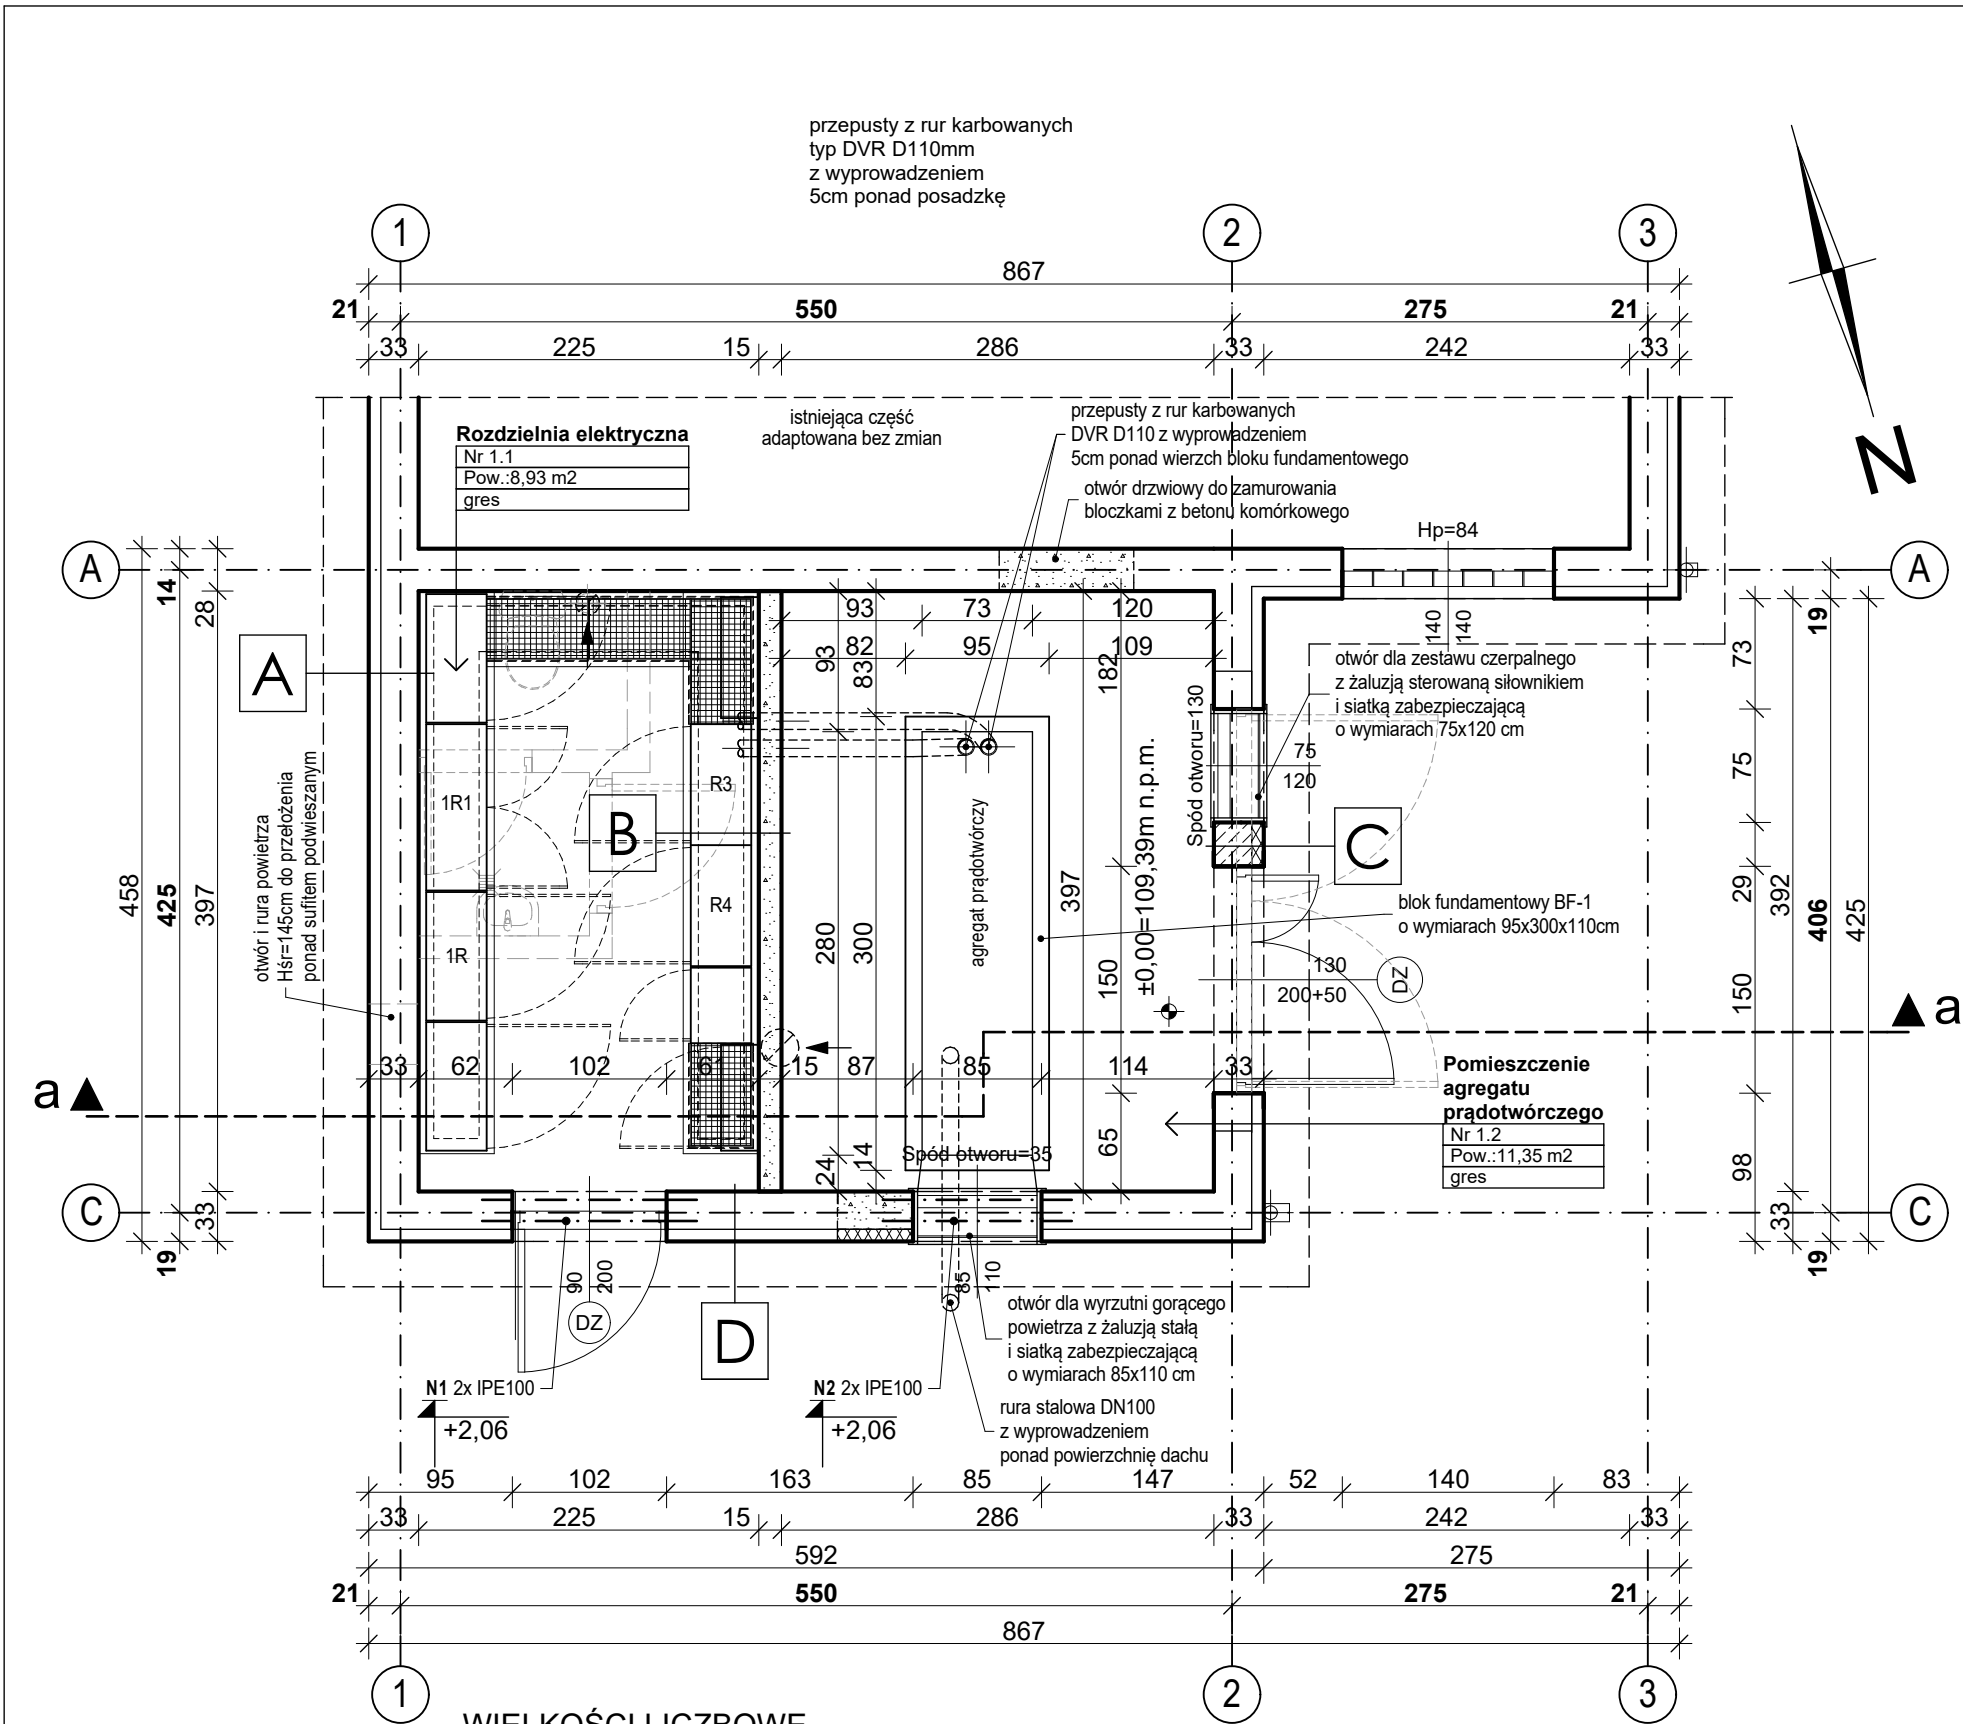 przepusty z rur karbowanych
typ DVR D110mm
z wyprowadzeniem
5cm ponad posadzkę
1
2
3
867
21
550
275
21
33
225
15
286
33
242
33
istniejąca część
adaptowana bez zmian
przepusty z rur karbowanych
DVR D110 z wyprowadzeniem
5cm ponad wierzch bloku fundamentowego
Rozdzielnia elektryczna
Nr 1.1
Pow.:8,93 m2
gres
otwór drzwiowy do zamurowania
bloczkami z betonu komórkowego
N
Hp=84
A
A
14
28
458
425
397
33
19
93
73
120
82
95
109
93
83
182
140
140
19
73
75
29
392
406
425
150
98
33
19
A
otwór dla zestawu czerpalnego
z żaluzją sterowaną siłownikiem
i siatką zabezpieczającą
o wymiarach 75x120 cm
Spód otworu=130
75
120
otwór i rura powietrza
Hśr=145cm do przełożenia
ponad sufitem podwieszanym
1R1
R3
B
C
agregat prądotwórczy
±0,00=109,39m n.p.m.
1R
R4
280
300
397
150
blok fundamentowy BF-1
o wymiarach 95x300x110cm
130
200+50
DZ
a
a
33
62
102
61
15
87
85
114
33
Pomieszczenie
agregatu
prądotwórczego
Nr 1.2
Pow.:11,35 m2
gres
24
14
65
Spód otworu=35
C
C
90
200
DZ
D
85
110
otwór dla wyrzutni gorącego
powietrza z żaluzją stałą
i siatką zabezpieczającą
o wymiarach 85x110 cm
N1 2x IPE100
+2,06
N2 2x IPE100
+2,06
rura stalowa DN100
z wyprowadzeniem
ponad powierzchnię dachu
95
102
163
85
147
52
140
83
33
225
15
286
33
242
33
592
275
21
550
275
21
867
1
2
3
WIELKOŚCI LICZBOWE